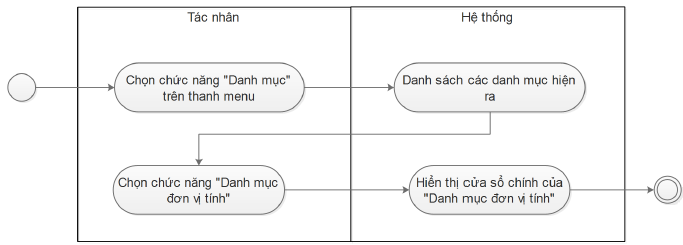 Tác nhân
Hệ thống
Chọn chức năng "Danh mục"
trên thanh menu
Danh sách các danh mục hiện
ra
Chọn chức năng "Danh mục
đơn vị tính"
Hiển thị cửa sổ chính của
"Danh mục đơn vị tính"